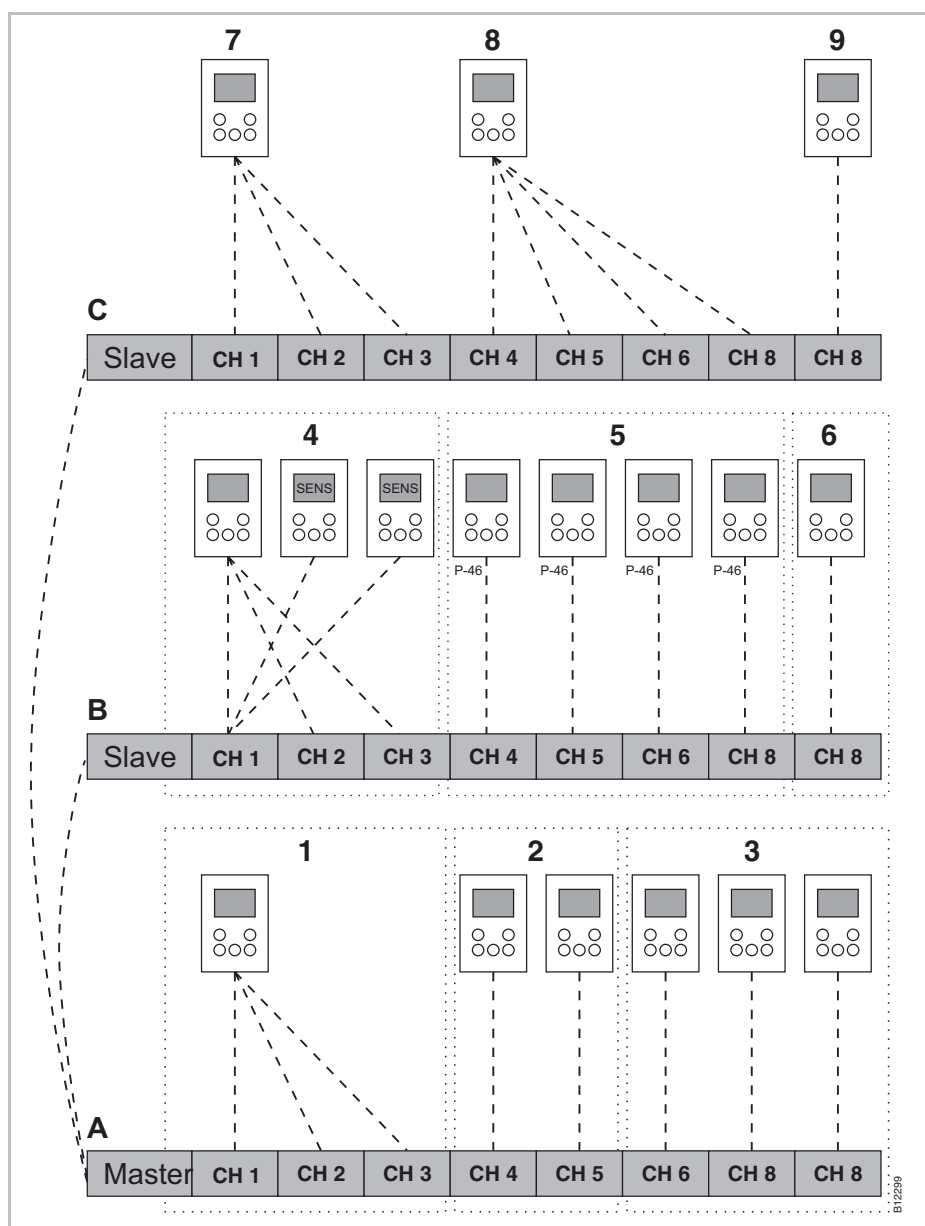 7 8 9
C
Slave CH 1 CH 2 CH 3 CH 4 CH 5 CH 6 CH 8 CH 8
4 5 6
SENS SENS
P-46 P-46 P-46 P-46
B
Slave CH 1 CH 2 CH 3 CH 4 CH 5 CH 6 CH 8 CH 8
1 2 3
A
Master CH 1 CH 2 CH 3 CH 4 CH 5 CH 6 CH 8 CH 8
B12299